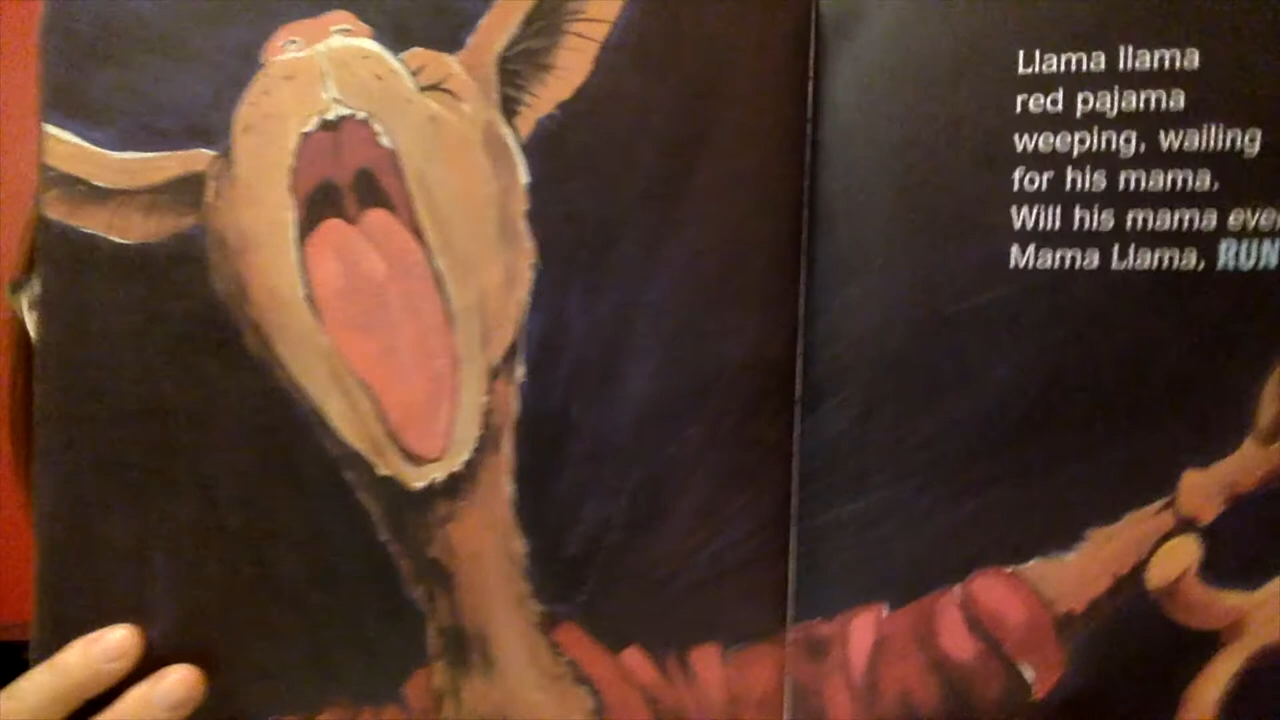 Llama llama
red pajama
weeping, wailing
for his mama.
Will his mama
Mama Llama, RUN